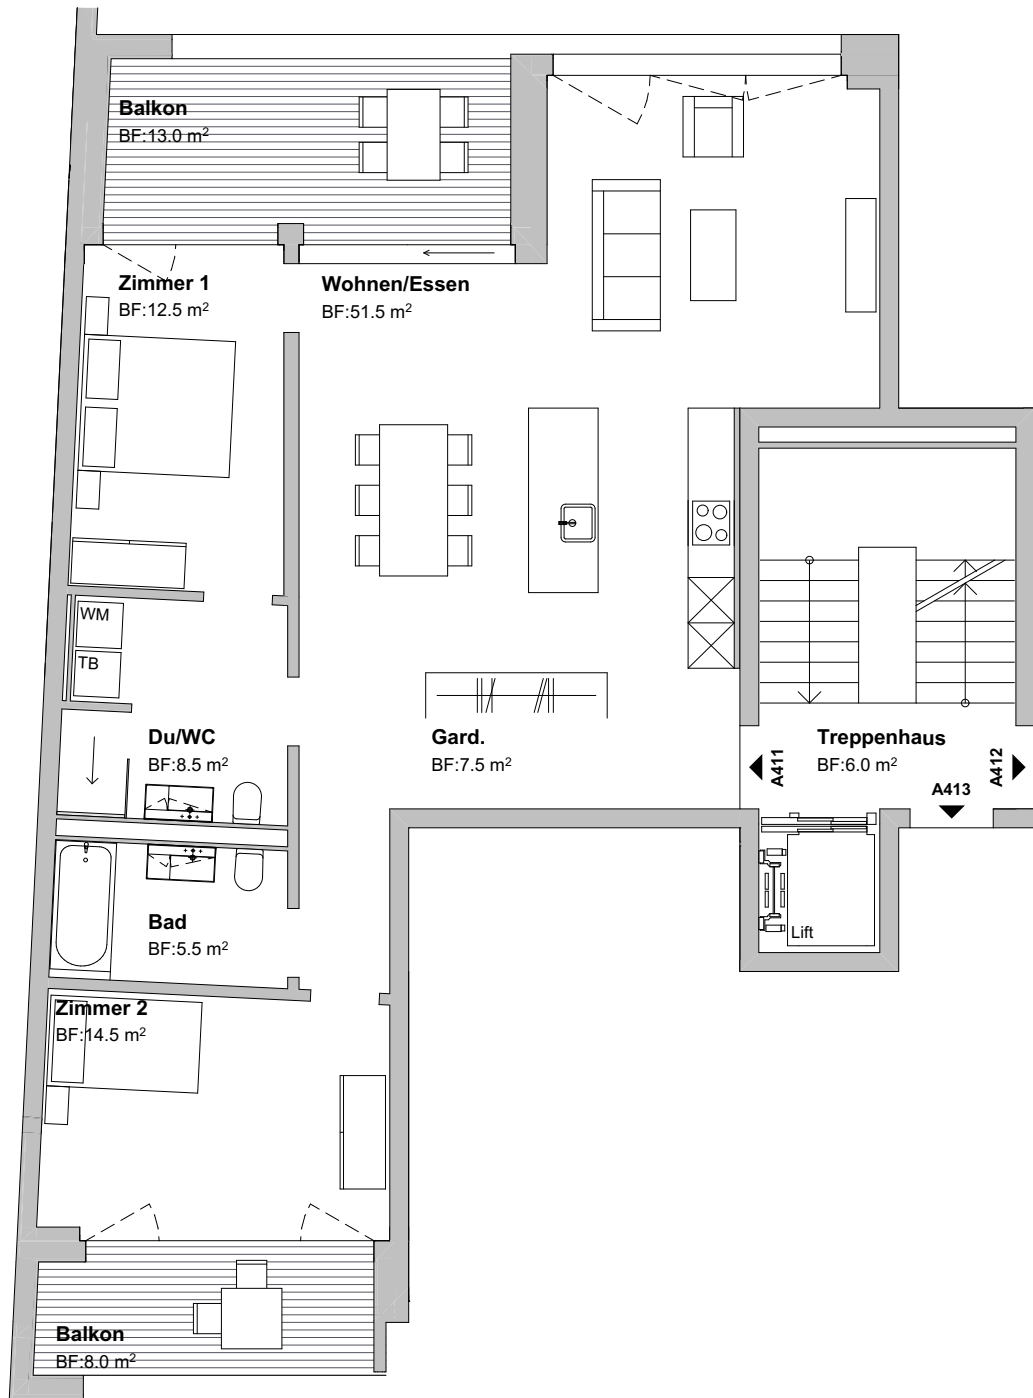 Balkon
BF:13.0 m²
Zimmer 1
BF:12.5 m²
Wohnen/Essen
BF:51.5 m²
WM
TB
Du/WC
BF:8.5 m²
Gard.
BF:7.5 m²
Treppenhaus
BF:6.0 m²
A411
A412
A413
Lift
Bad
BF:5.5 m²
Zimmer 2
BF:14.5 m²
Balkon
BF:8.0 m²